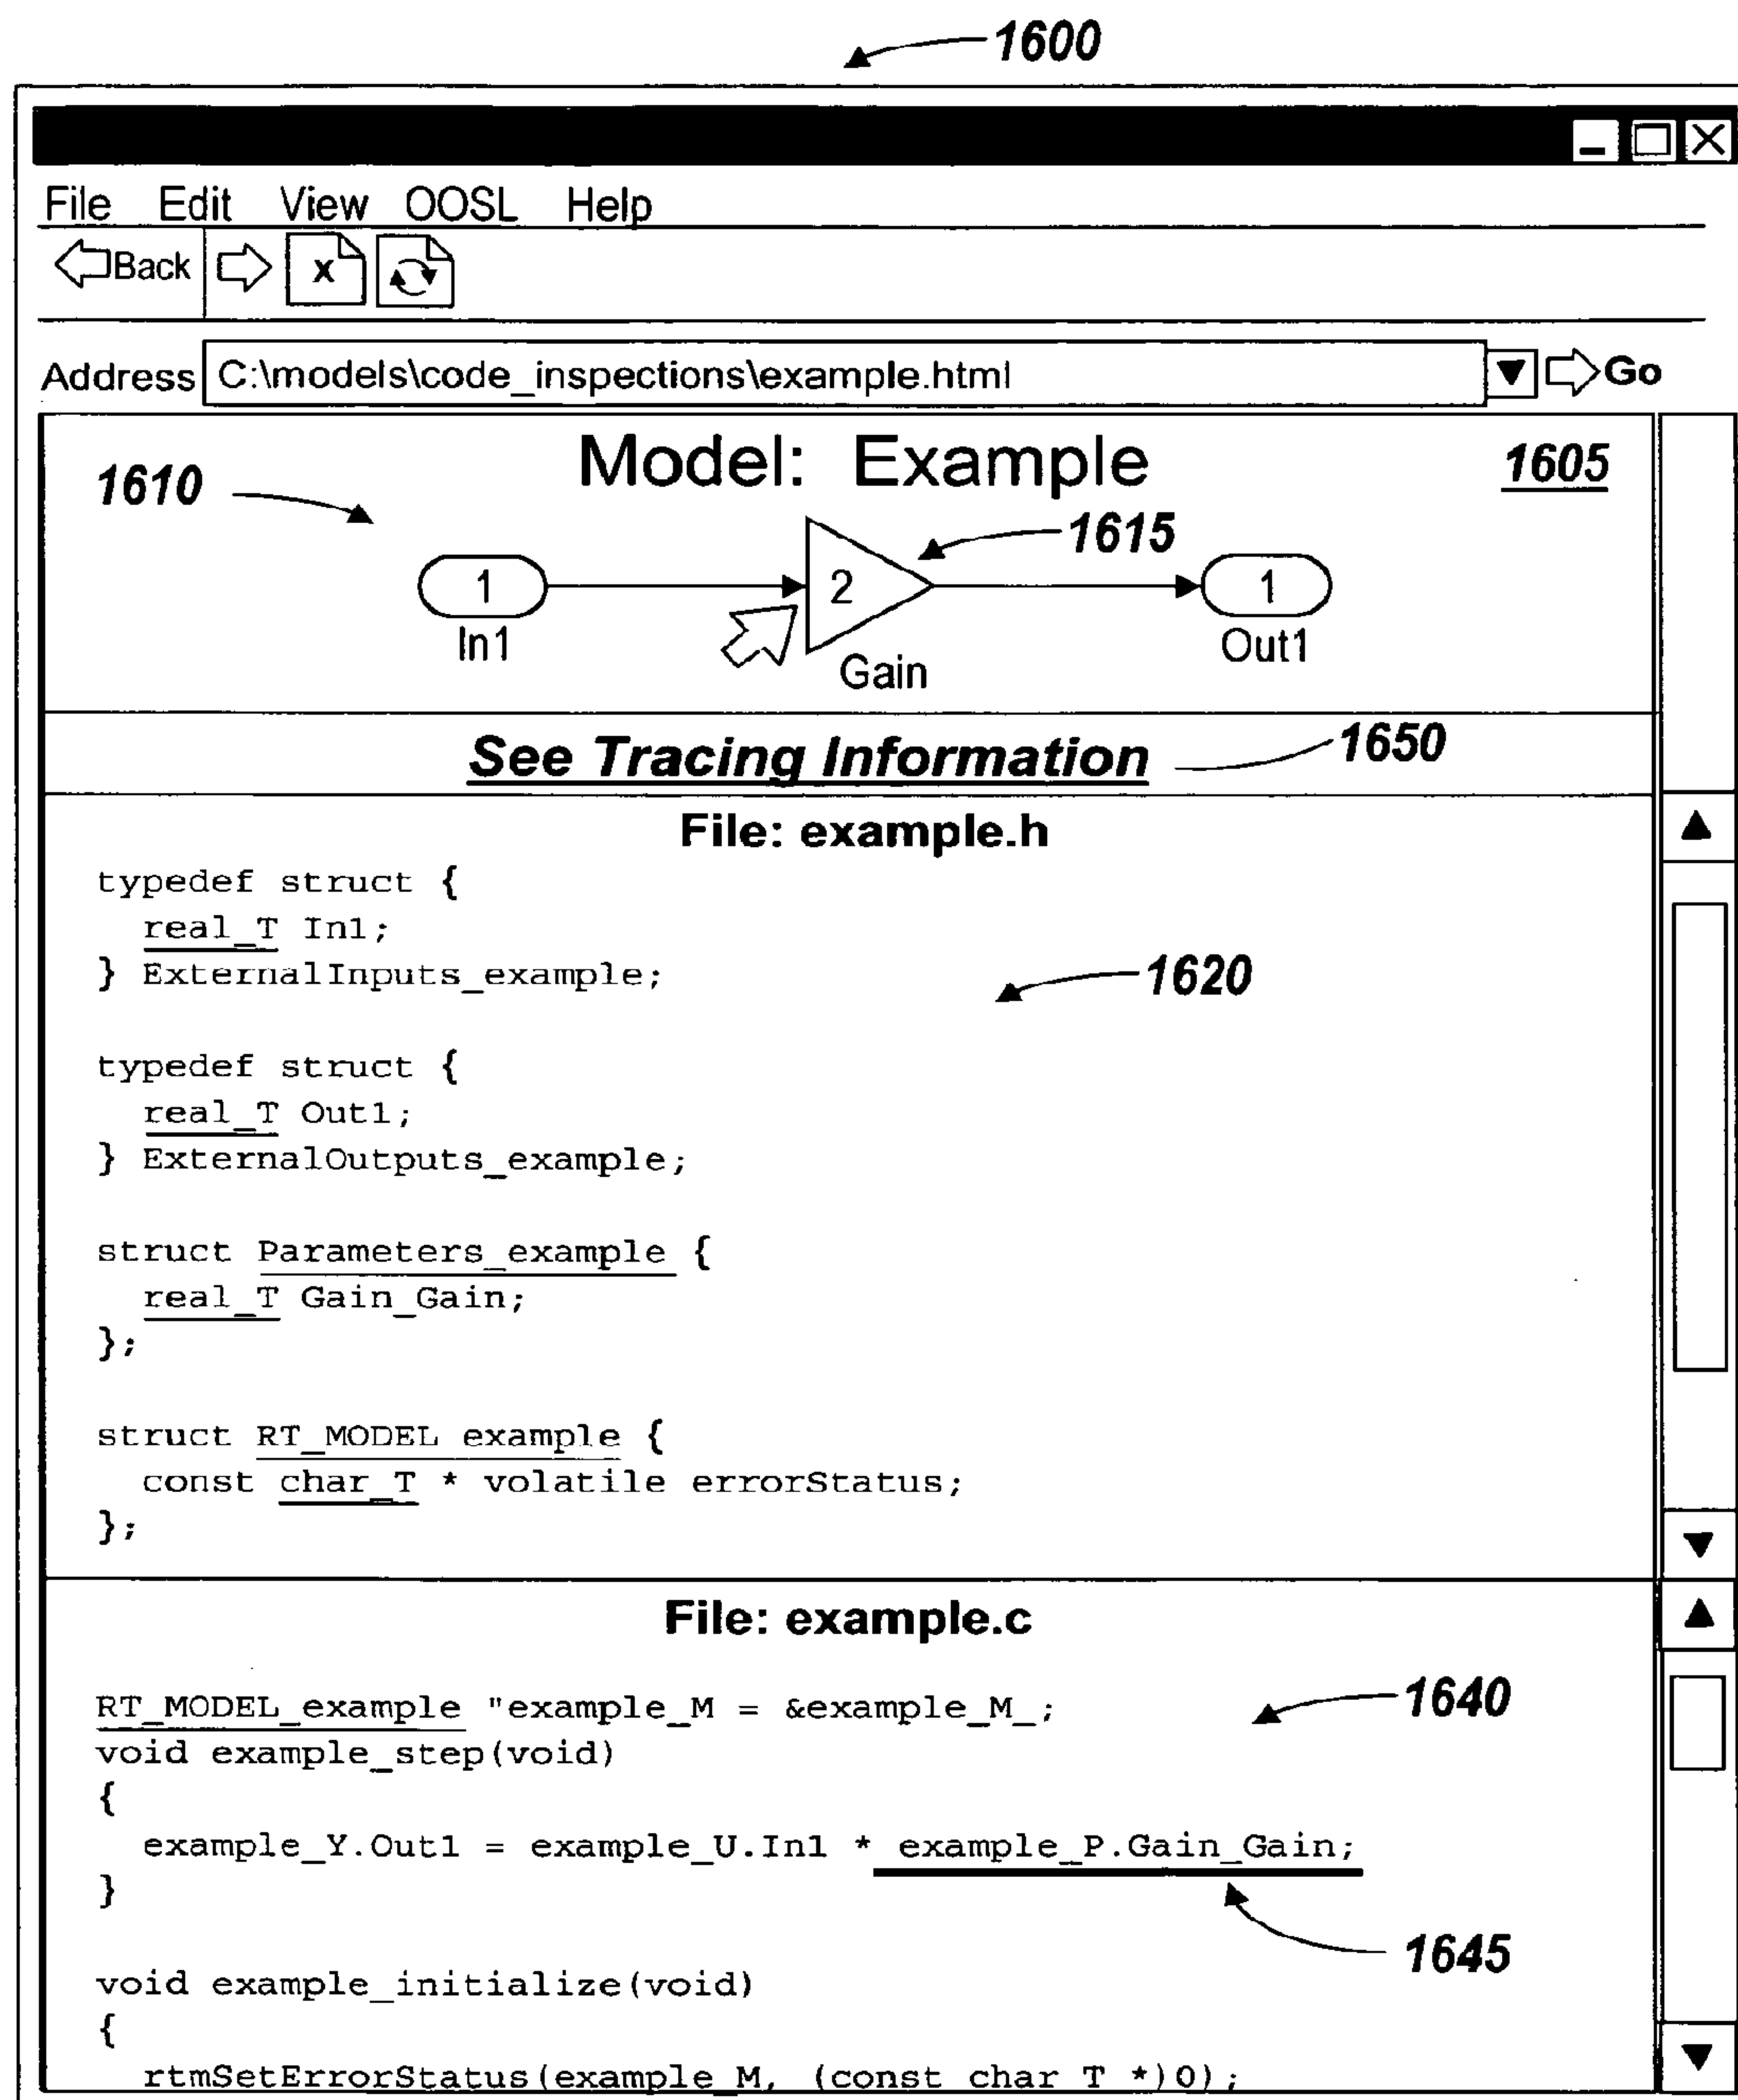 1600
File Edit View OOSL Help
Back x
Address C:\models\code_inspections\example.html Go
Model: Example 1605
1610
1615
1 2 1
In1 Gain Out1
See Tracing Information 1650
File: example.h
typedef struct {
real_T In1;
} ExternalInputs_example;
1620
typedef struct {
real_T Out1;
} ExternalOutputs_example;
struct Parameters_example {
real_T Gain_Gain;
};
struct RT_MODEL example {
const char_T * volatile errorStatus;
};
File: example.c
RT_MODEL_example "example_M = &example_M_; 1640
void example_step(void)
{
example_Y.Out1 = example_U.In1 * example_P.Gain_Gain;
}
1645
void example_initialize(void)
{
rtmSetErrorStatus(example_M, (const char T *)0);